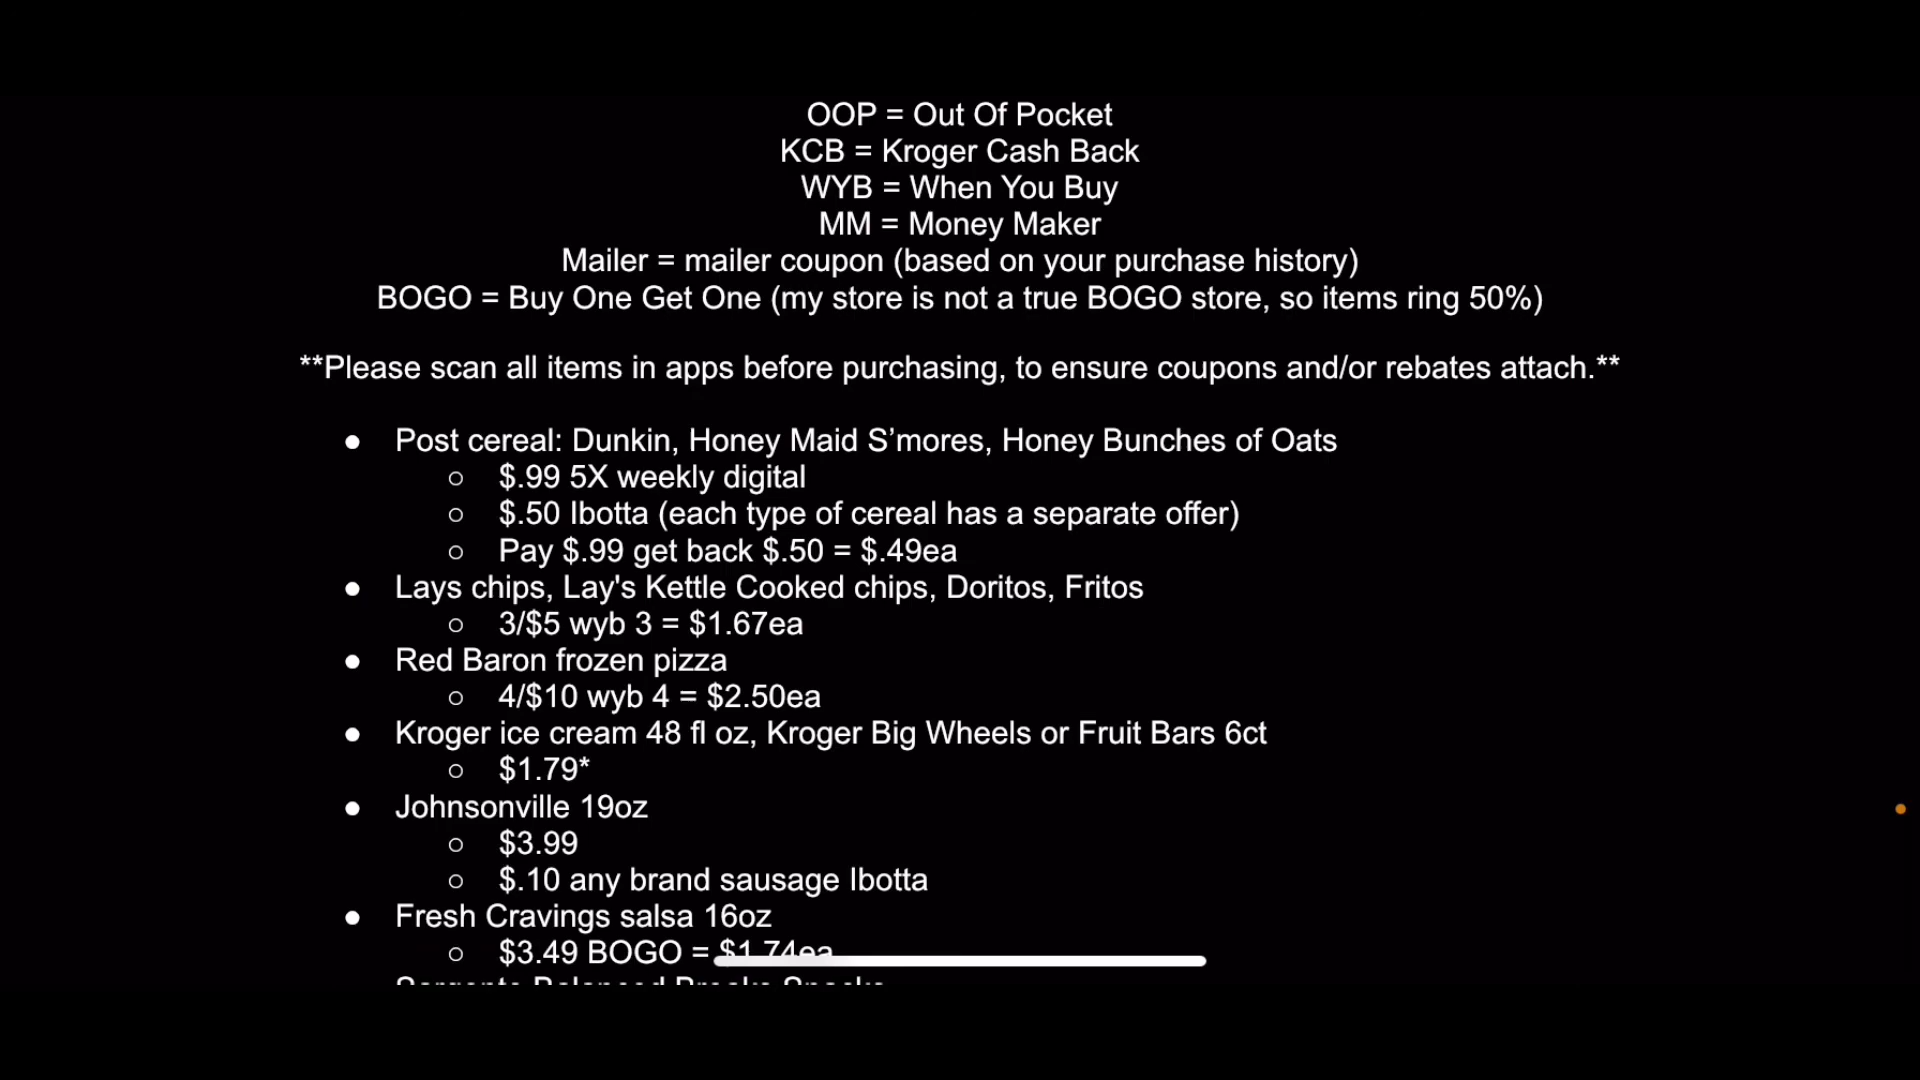 OOP = Out Of Pocket
KCB = Kroger Cash Back
WYB = When You Buy
MM = Money Maker
Mailer = mailer coupon (based on your purchase history)
BOGO = Buy One Get One (my store is not a true BOGO store, so items ring 50%)
**Please scan all items in apps before purchasing, to ensure coupons and/or rebates attach.**
● Post cereal: Dunkin, Honey Maid S’mores, Honey Bunches of Oats
○ $.99 5X weekly digital
○ $.50 Ibotta (each type of cereal has a separate offer)
○ Pay $.99 get back $.50 = $.49ea
● Lays chips, Lay's Kettle Cooked chips, Doritos, Fritos
○ 3/$5 wyb 3 = $1.67ea
● Red Baron frozen pizza
○ 4/$10 wyb 4 = $2.50ea
● Kroger ice cream 48 fl oz, Kroger Big Wheels or Fruit Bars 6ct
○ $1.79*
● Johnsonville 19oz
○ $3.99
○ $.10 any brand sausage Ibotta
● Fresh Cravings salsa 16oz
○ $3.49 BOGO = $1.74ea
Sargento Balanced Breaks Snacks